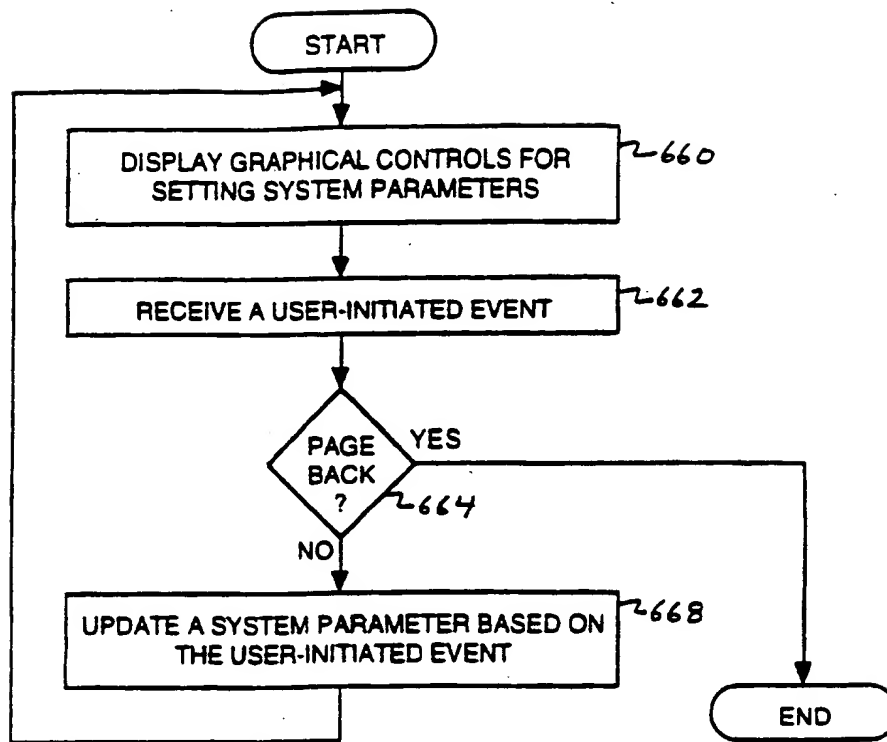 START
DISPLAY GRAPHICAL CONTROLS FOR
SETTING SYSTEM PARAMETERS
660
RECEIVE A USER-INITIATED EVENT
662
PAGE
BACK
?
YES
664
NO
UPDATE A SYSTEM PARAMETER BASED ON
THE USER-INITIATED EVENT
668
END